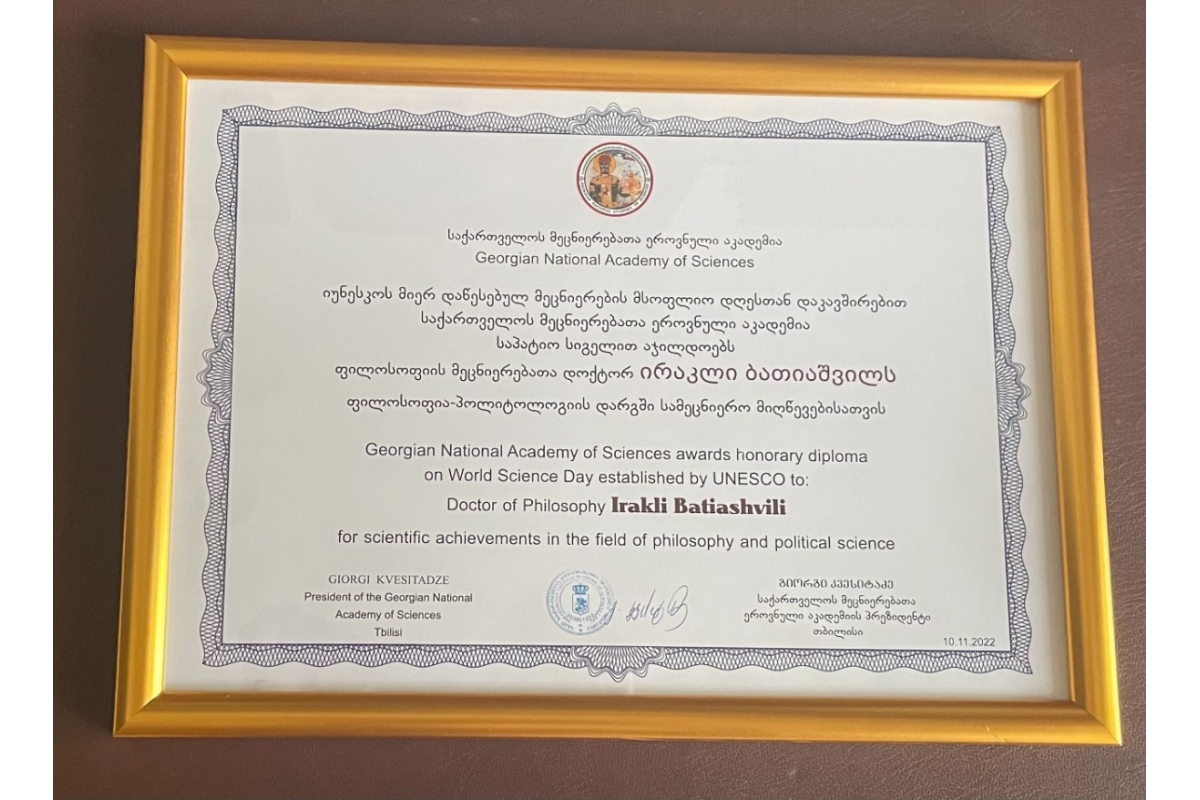 საქართველოს მეცნიერებათა ეროვნული აკადემია
Georgian National Academy of Sciences
იუნესკოს მიერ დაწესებულ მეცნიერების მსოფლიო დღესთან დაკავშირებით
საქართველოს მეცნიერებათა ეროვნული აკადემია
საპატიო სიგელით აჯილდოებს
ფილოსოფიის მეცნიერებათა დოქტორ ირაკლი ბათიაშვილს
ფილოსოფია-პოლიტოლოგიის დარგში სამეცნიერო მიღწევებისათვის
Georgian National Academy of Sciences awards honorary diploma
on World Science Day established by UNESCO to:
Doctor of Philosophy Irakli Batiashvili
for scientific achievements in the field of philosophy and political science
GIORGI KVESITADZE
President of the Georgian National
Academy of Sciences
Tbilisi
გიორგი კვესიტაძე
საქართველოს მეცნიერებათა
ეროვნული აკადემიის პრეზიდენტი
თბილისი
10.11.2022